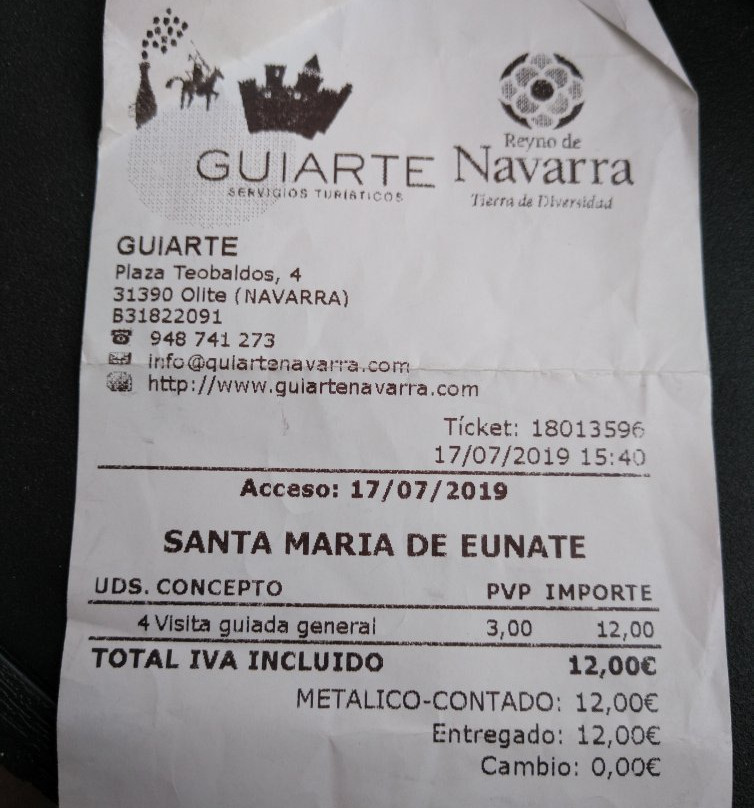 GUIARTE
SERVICIOS TURÍSTICOS
Reyno de
Navarra
Tierra de Diversidad
GUIARTE
Plaza Teobaldos, 4
31390 Olite (NAVARRA)
B31822091
948 741 273
info@guiartenavarra.com
http://www.guiartenavarra.com
Tícket: 18013596
17/07/2019 15:40
Acceso: 17/07/2019
SANTA MARIA DE EUNATE
UDS. CONCEPTO PVP IMPORTE
4 Visita guiada general 3,00 12,00
TOTAL IVA INCLUIDO 12,00€
METALICO-CONTADO: 12,00€
Entregado: 12,00€
Cambio: 0,00€